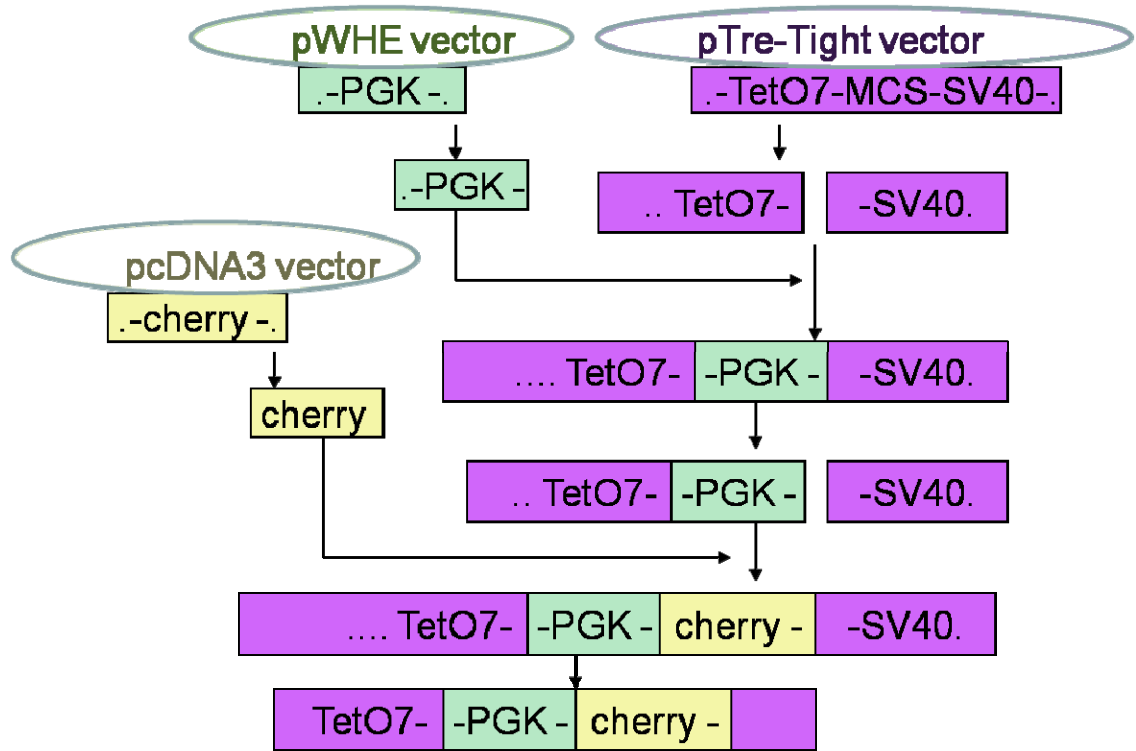 pWHE vector
pTre-Tight vector
.-PGK -.
.-TetO7-MCS-SV40-.
.-PGK -
.. TetO7-
-SV40.
pcDNA3 vector
.-cherry -.
.... TetO7-
-PGK -
-SV40.
cherry
.. TetO7-
-PGK -
-SV40.
.... TetO7-
-PGK -
cherry -
-SV40.
TetO7-
-PGK -
cherry -